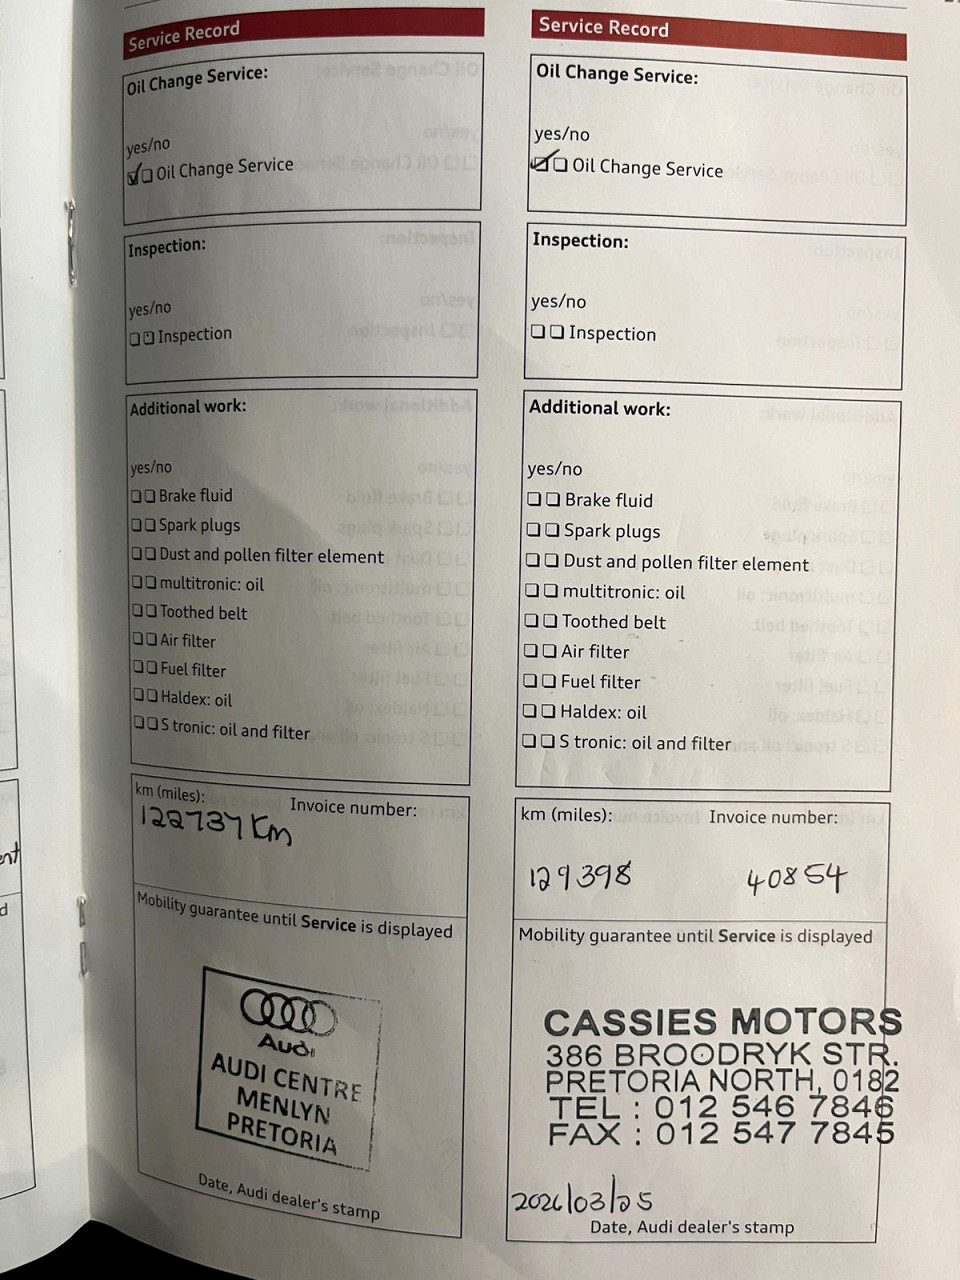 Service Record
Oil Change Service:
yes/no
Oil Change Service
Inspection:
yes/no
Inspection
Additional work:
yes/no
Brake fluid
Spark plugs
Dust and pollen filter element
multitronic: oil
Toothed belt
Air filter
Fuel filter
Haldex: oil
S tronic: oil and filter
km (miles): Invoice number:
122737 Km
Mobility guarantee until Service is displayed
Audi
AUDI CENTRE
MENLYN
PRETORIA
Date, Audi dealer's stamp
Service Record
Oil Change Service:
yes/no
Oil Change Service
Inspection:
yes/no
Inspection
Additional work:
yes/no
Brake fluid
Spark plugs
Dust and pollen filter element
multitronic: oil
Toothed belt
Air filter
Fuel filter
Haldex: oil
S tronic: oil and filter
km (miles): Invoice number:
129398 40854
Mobility guarantee until Service is displayed
CASSIES MOTORS
386 BROODRYK STR.
PRETORIA NORTH, 0182
TEL : 012 546 7846
FAX : 012 547 7845
2026/03/25
Date, Audi dealer's stamp